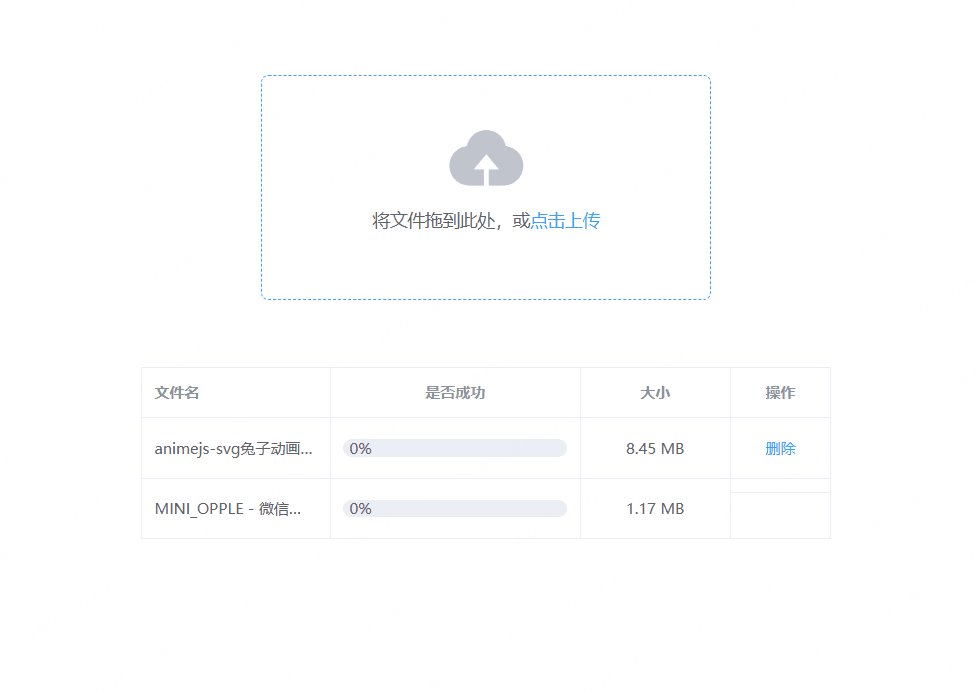 将文件拖到此处，或点击上传
文件名 是否成功 大小 操作
animejs-svg兔子动画... 0% 8.45 MB 删除
MINI_OPPLE - 微信... 0% 1.17 MB